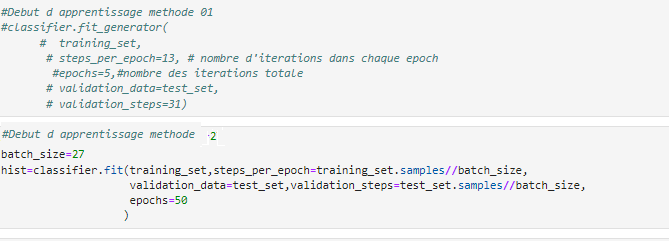 #Debut d apprentissage methode 01
#classifier.fit_generator(
# training_set,
# steps_per_epoch=13, # nombre d'iterations dans chaque epoch
#epochs=5,#nombre des iterations totale
# validation_data=test_set,
# validation_steps=31)
#Debut d apprentissage methode -2
batch_size=27
hist=classifier.fit(training_set,steps_per_epoch=training_set.samples//batch_size,
validation_data=test_set,validation_steps=test_set.samples//batch_size,
epochs=50
)